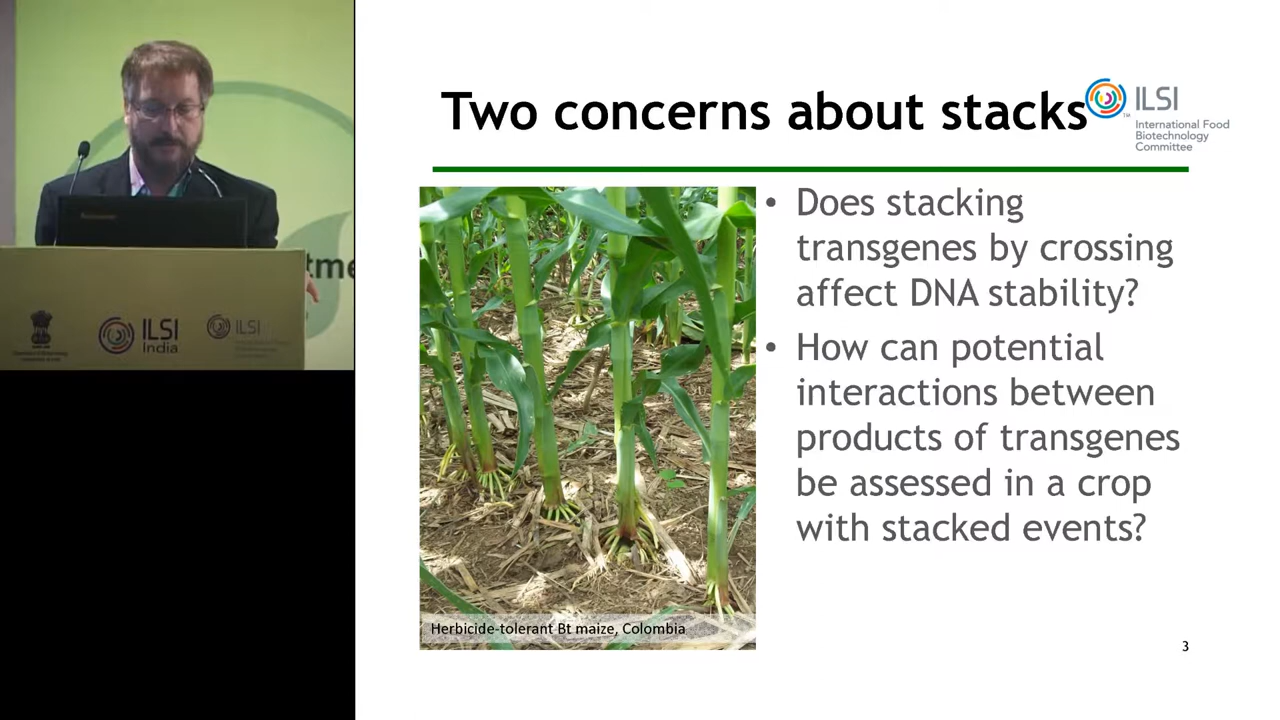 Two concerns about stacks
ILSI
TM
International Food
Biotechnology
Committee
• Does stacking
transgenes by crossing
affect DNA stability?
• How can potential
interactions between
products of transgenes
be assessed in a crop
with stacked events?
Herbicide-tolerant Bt maize, Colombia
3
tme
ILSI
India
ILSI